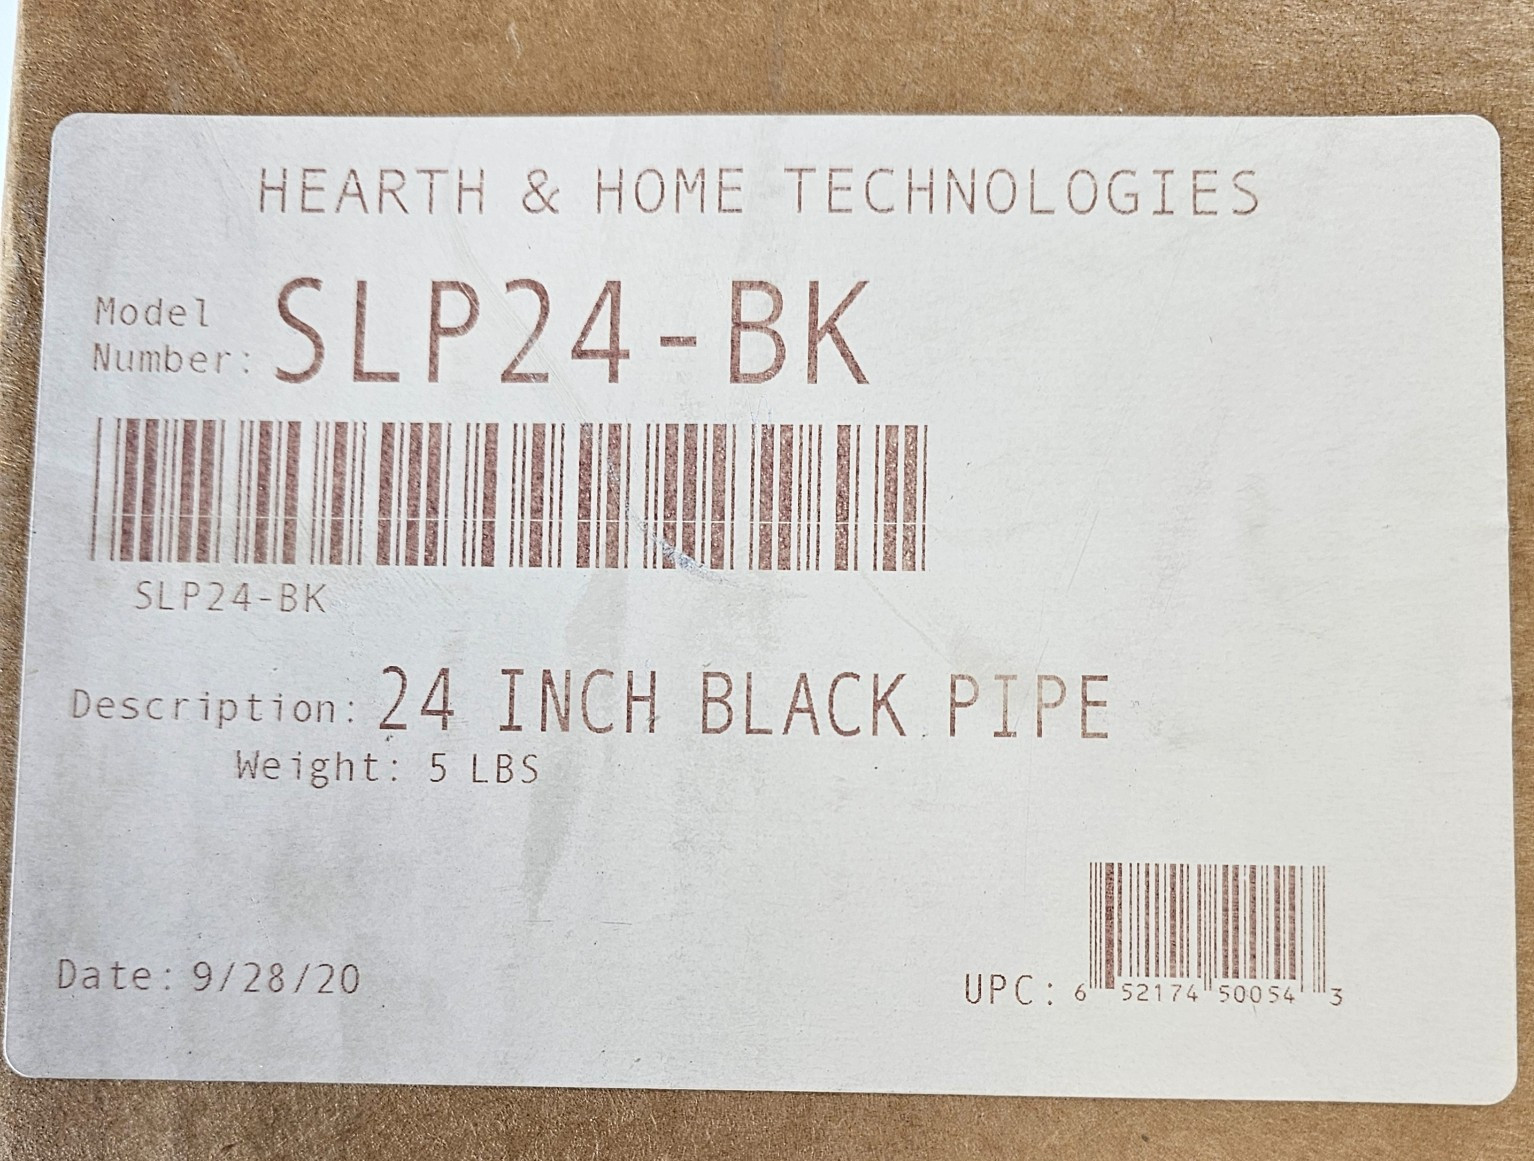 HEARTH & HOME TECHNOLOGIES
Model
Number: SLP24-BK
SLP24-BK
Description: 24 INCH BLACK PIPE
Weight: 5 LBS
Date: 9/28/20
UPC: 6 52174 50054 3